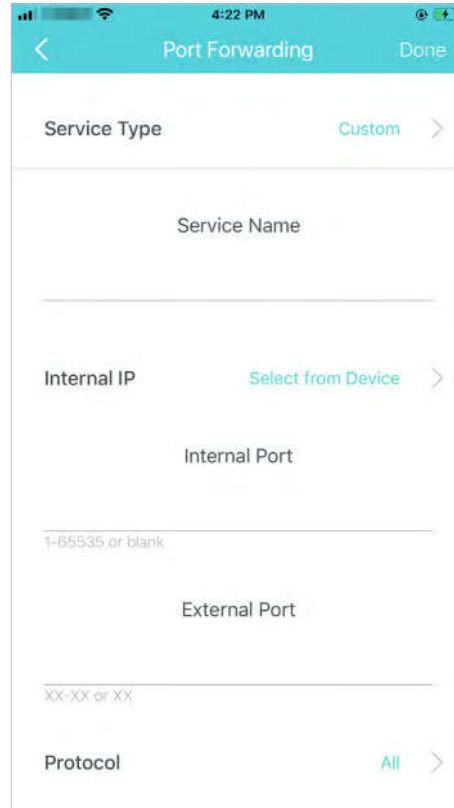 4:22 PM
Port Forwarding Done
Service Type Custom
Service Name
Internal IP Select from Device
Internal Port
1-65535 or blank
External Port
XX-XX or XX
Protocol All